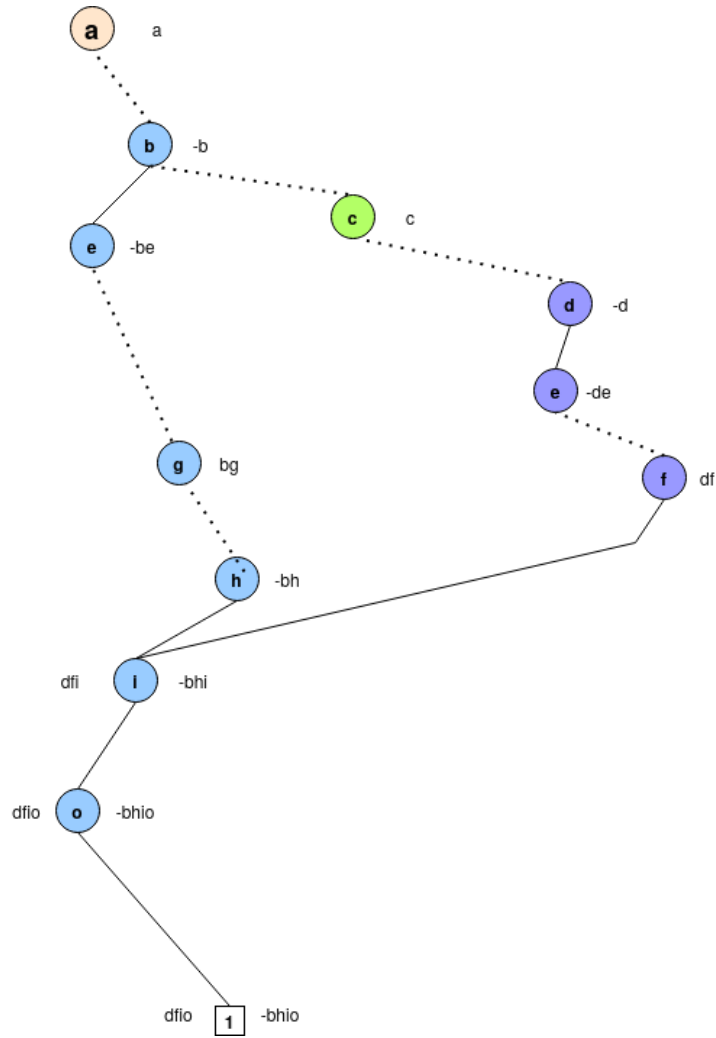 a a
b -b
c c
e -be
d -d
e -de
g bg
f df
h -bh
dfi i -bhi
dfio o -bhio
dfio 1 -bhio